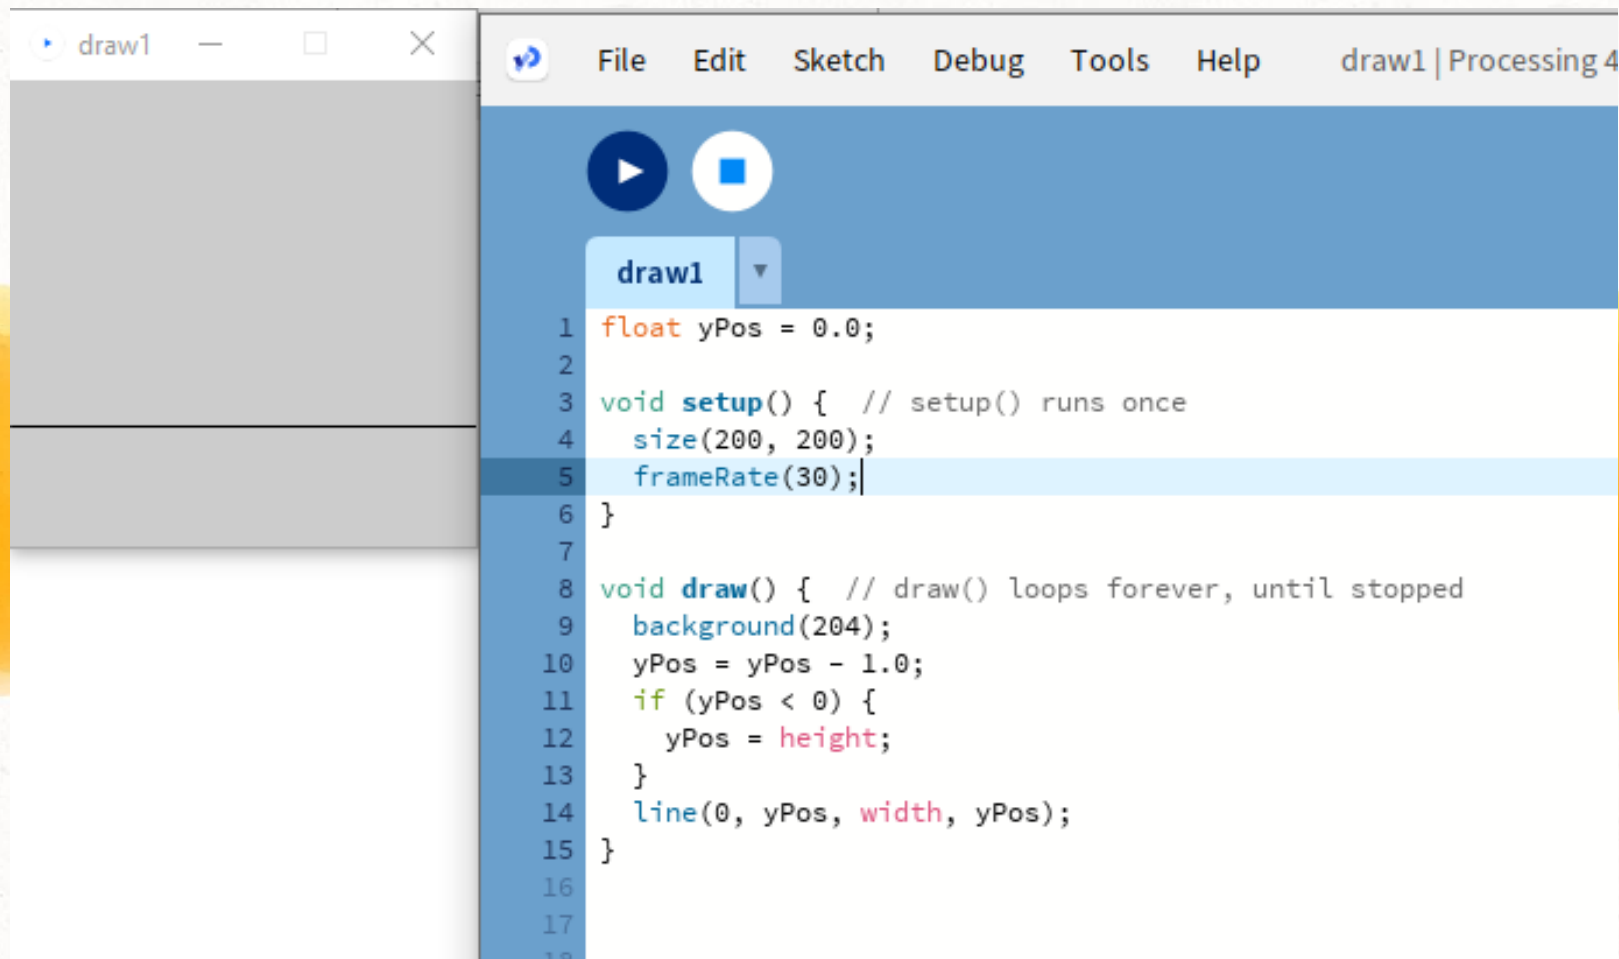 draw1
File Edit Sketch Debug Tools Help draw1 | Processing 4
draw1 ▼
1 float yPos = 0.0;
2
3 void setup() {  // setup() runs once
4   size(200, 200);
5   frameRate(30);
6 }
7
8 void draw() {  // draw() loops forever, until stopped
9   background(204);
10   yPos = yPos - 1.0;
11   if (yPos < 0) {
12     yPos = height;
13   }
14   line(0, yPos, width, yPos);
15 }
16
17